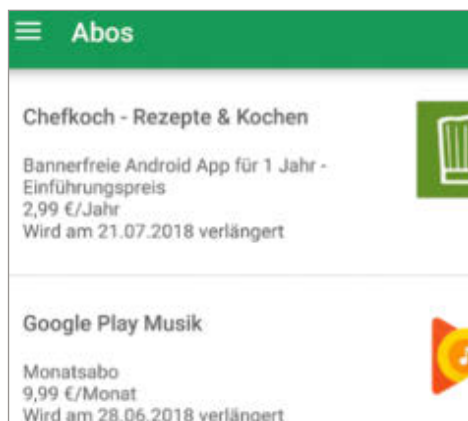 Abos
Chefkoch - Rezepte & Kochen
Bannerfreie Android App für 1 Jahr -
Einführungspreis
2,99 €/Jahr
Wird am 21.07.2018 verlängert
Google Play Musik
Monatsabo
9,99 €/Monat
Wird am 28.06.2018 verlängert